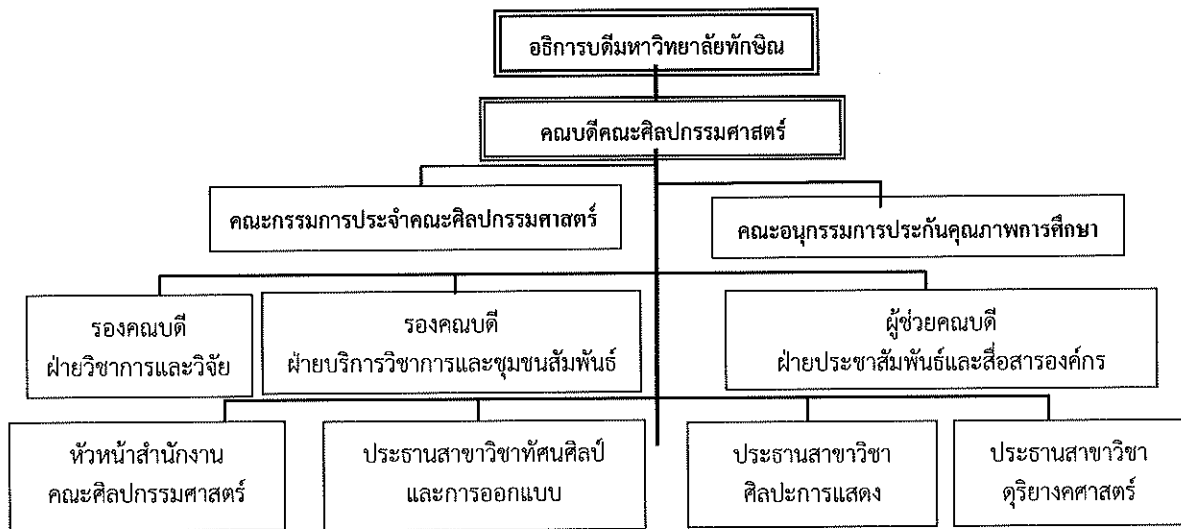 อธิการบดีมหาวิทยาลัยทักษิณ
คณบดีคณะศิลปกรรมศาสตร์
คณะกรรมการประจำคณะศิลปกรรมศาสตร์
คณะอนุกรรมการประกันคุณภาพการศึกษา
รองคณบดี
ฝ่ายวิชาการและวิจัย
รองคณบดี
ฝ่ายบริการวิชาการและชุมชนสัมพันธ์
ผู้ช่วยคณบดี
ฝ่ายประชาสัมพันธ์และสื่อสารองค์กร
หัวหน้าสำนักงาน
คณะศิลปกรรมศาสตร์
ประธานสาขาวิชาทัศนศิลป์
และการออกแบบ
ประธานสาขาวิชา
ศิลปะการแสดง
ประธานสาขาวิชา
ดุริยางคศาสตร์